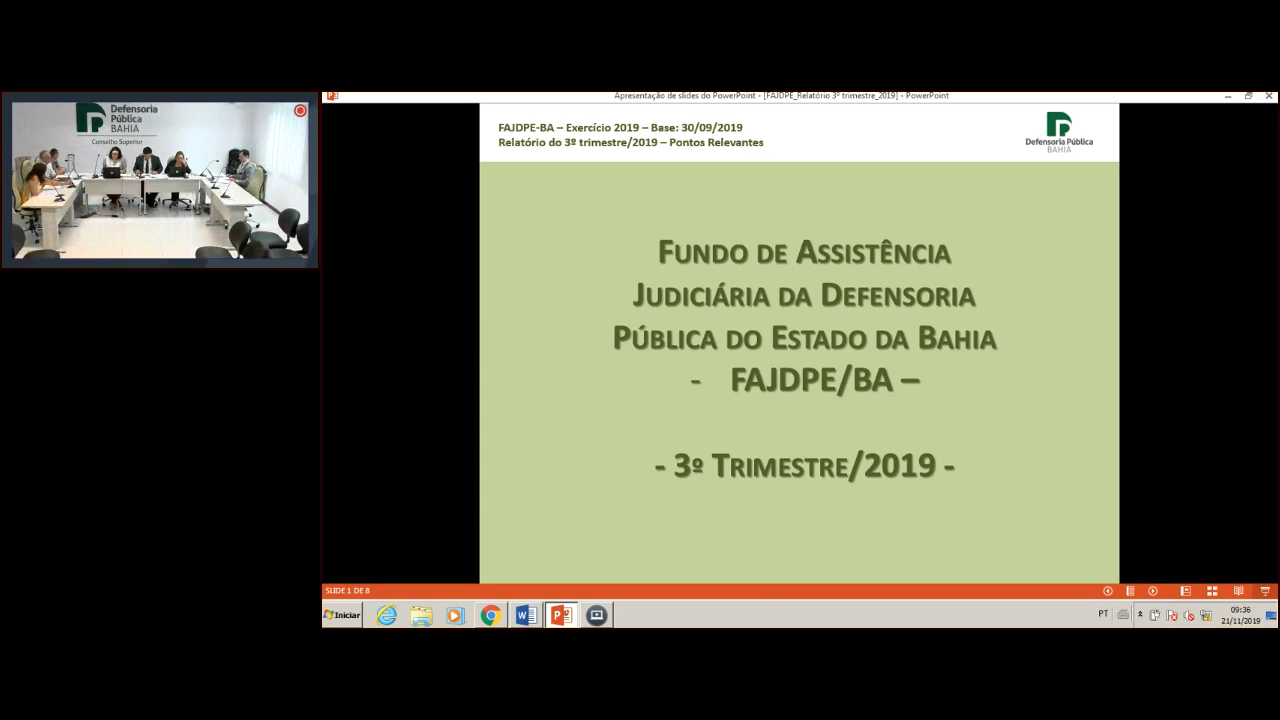 Defensoria
Pública
BAHIA
Conselho Superior
Apresentação de slides do PowerPoint - [FAJDPE_Relatório 3º trimestre_2019] - PowerPoint
FAJDPE-BA – Exercício 2019 – Base: 30/09/2019
Relatório do 3º trimestre/2019 – Pontos Relevantes
Defensoria Pública
BAHIA
FUNDO DE ASSISTÊNCIA
JUDICIÁRIA DA DEFENSORIA
PÚBLICA DO ESTADO DA BAHIA
- FAJDPE/BA –
- 3º TRIMESTRE/2019 -
SLIDE 1 DE 8
Iniciar
PT
09:36
21/11/2019